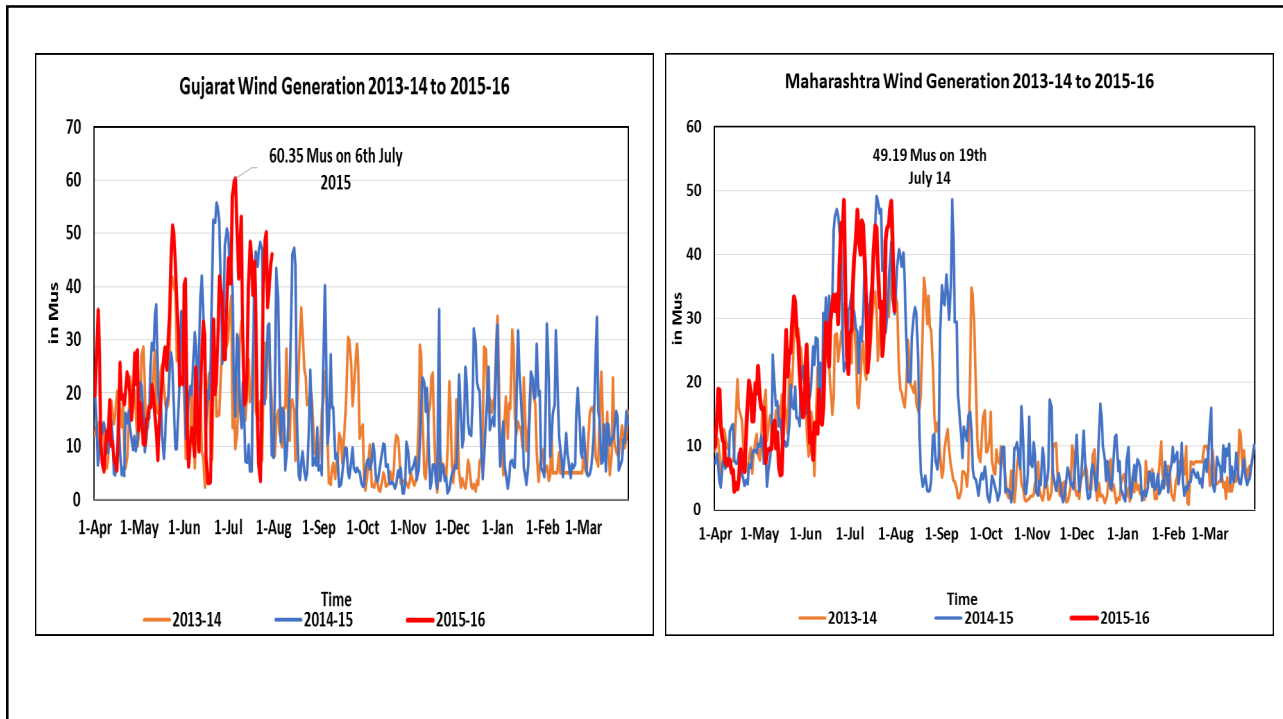 Gujarat Wind Generation 2013-14 to 2015-16
70
60.35 Mus on 6th July
2015
60
50
40
30
20
10
0
in Mus
1-Apr 1-May 1-Jun 1-Jul 1-Aug 1-Sep 1-Oct 1-Nov 1-Dec 1-Jan 1-Feb 1-Mar
Time
2013-14 2014-15 2015-16
Maharashtra Wind Generation 2013-14 to 2015-16
60
49.19 Mus on 19th
July 14
50
40
30
20
10
0
in Mus
1-Apr 1-May 1-Jun 1-Jul 1-Aug 1-Sep 1-Oct 1-Nov 1-Dec 1-Jan 1-Feb 1-Mar
Time
2013-14 2014-15 2015-16